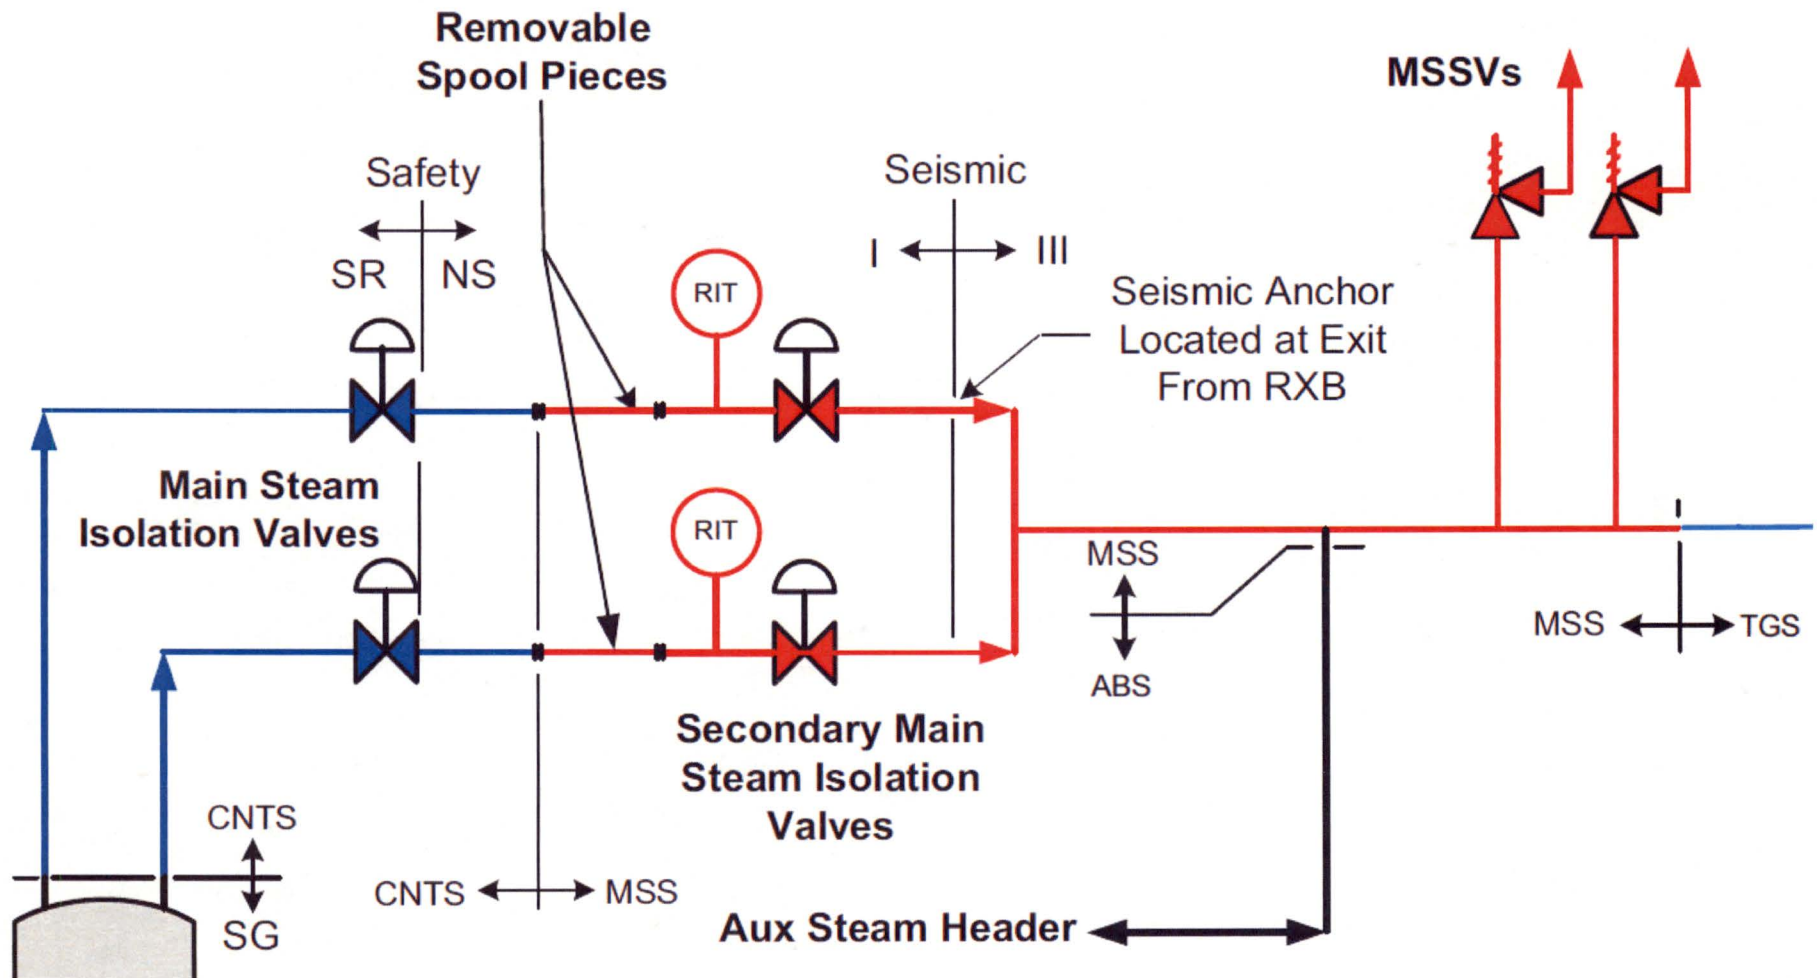 Removable
Spool Pieces
MSSVs
Safety
SR
NS
Seismic
I
III
RIT
Seismic Anchor
Located at Exit
From RXB
Main Steam
Isolation Valves
RIT
MSS
ABS
MSS
TGS
Secondary Main
Steam Isolation
Valves
CNTS
SG
CNTS
MSS
Aux Steam Header